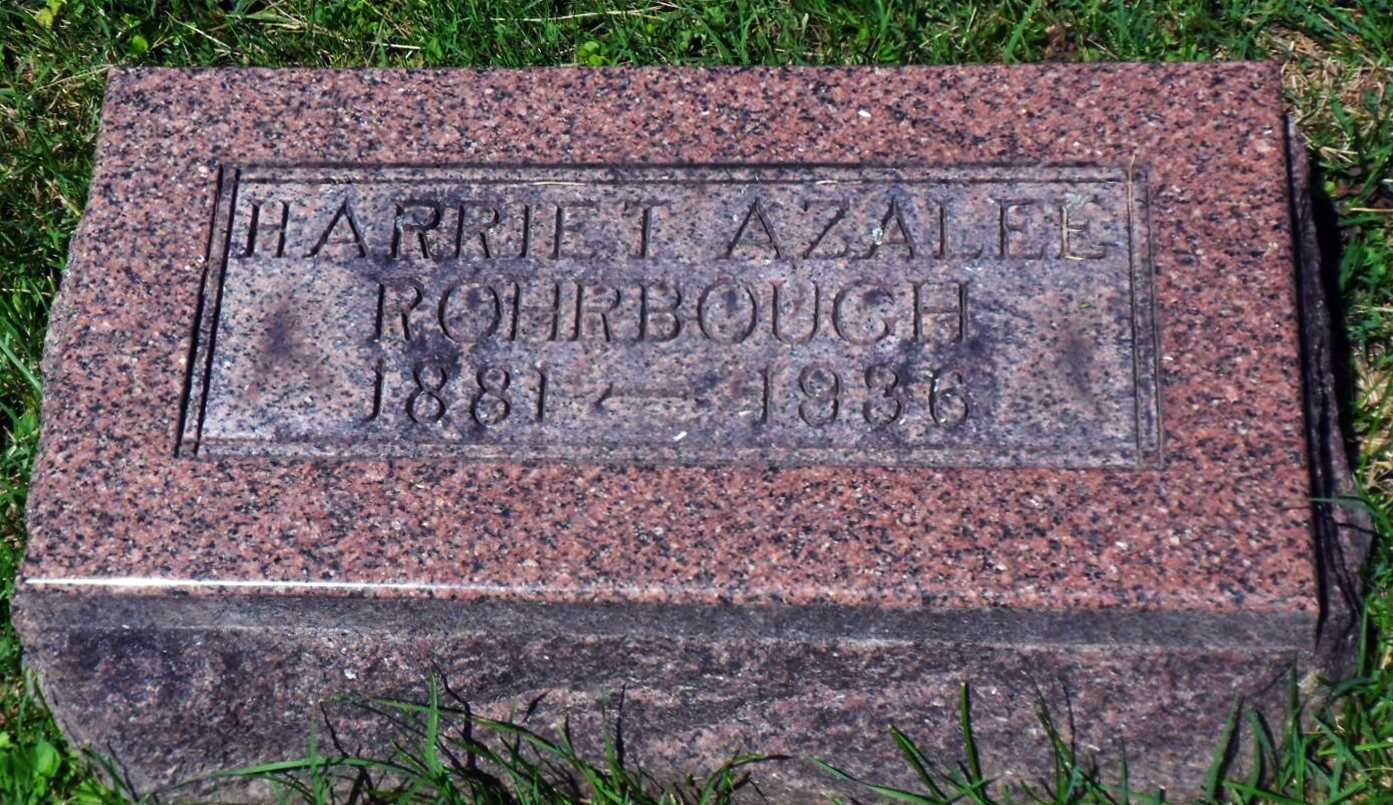 HARRIET AZALEE
ROHRBOUGH
1881 — 1936